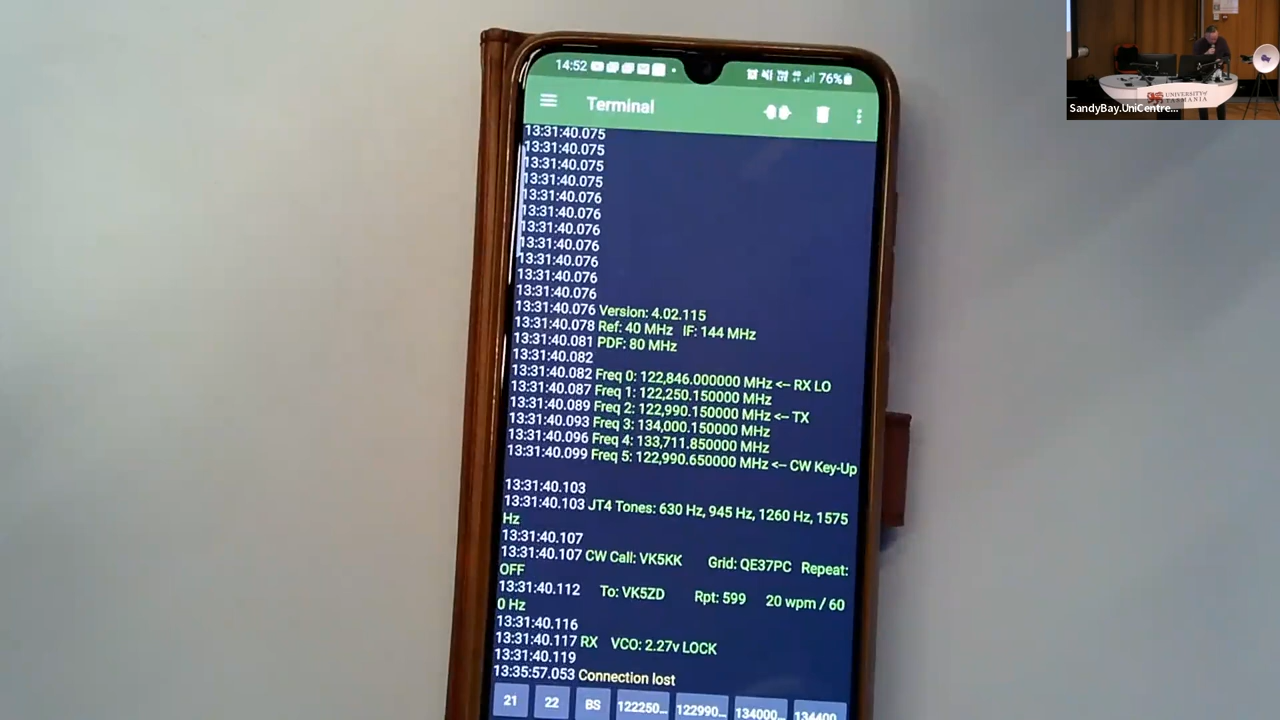 14:52
76%
Terminal
13:31:40.075
13:31:40.075
13:31:40.075
13:31:40.075
13:31:40.076
13:31:40.076
13:31:40.076
13:31:40.076
13:31:40.076
13:31:40.076
13:31:40.076
13:31:40.076 Version: 4.02.115
13:31:40.078 Ref: 40 MHz IF: 144 MHz
13:31:40.081 PDF: 80 MHz
13:31:40.082
13:31:40.082 Freq 0: 122,846.000000 MHz <-- RX LO
13:31:40.087 Freq 1: 122,250.150000 MHz
13:31:40.089 Freq 2: 122,990.150000 MHz <-- TX
13:31:40.093 Freq 3: 134,000.150000 MHz
13:31:40.096 Freq 4: 133,711.850000 MHz
13:31:40.099 Freq 5: 122,990.650000 MHz <-- CW Key-Up
13:31:40.103
13:31:40.103 JT4 Tones: 630 Hz, 945 Hz, 1260 Hz, 1575
Hz
13:31:40.107
13:31:40.107 CW Call: VK5KK Grid: QE37PC Repeat:
OFF
13:31:40.112 To: VK5ZD Rpt: 599 20 wpm / 60
0 Hz
13:31:40.116
13:31:40.117 RX VCO: 2.27v LOCK
13:31:40.119
13:35:57.053 Connection lost
21 22 BS 122250... 122990... 134000... 134400
UNIVERSITY of
TASMANIA
SandyBay.UniCentre...